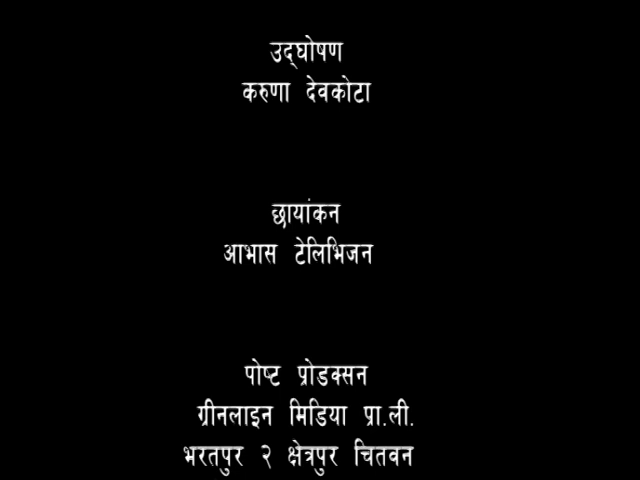 उद्‌घोषण
करुणा देवकोटा
छायांकन
आभास टेलिभिजन
पोष्ट प्रोडक्सन
ग्रीनलाइन मिडिया प्रा.ली.
भरतपुर २ क्षेत्रपुर चितवन